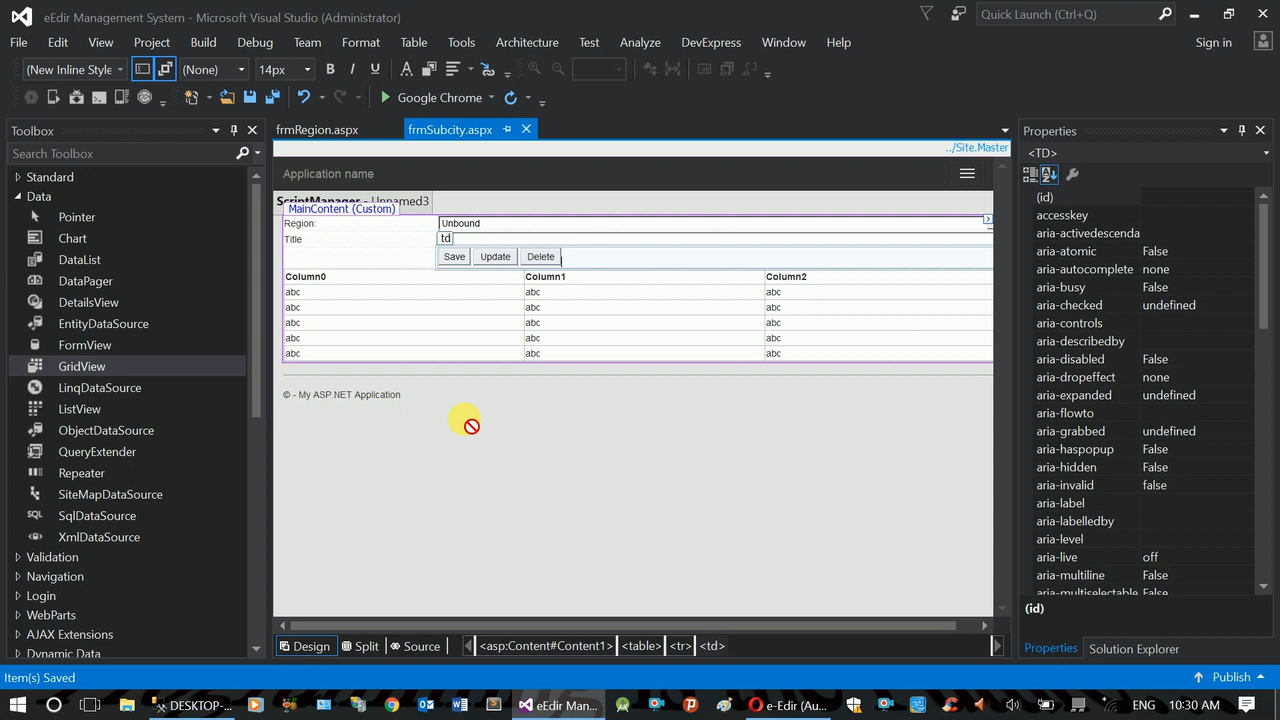 eEdir Management System - Microsoft Visual Studio (Administrator)
Quick Launch (Ctrl+Q)
File Edit View Project Build Debug Team Format Table Tools Architecture Test Analyze DevExpress Window Help Sign in
(New Inline Style (None) 14px B I U A
Google Chrome
Toolbox
frmRegion.aspx frmSubcity.aspx
Properties
Search Toolbox
../Site.Master
<TD>
Standard
Data
Pointer
Chart
DataList
DataPager
DetailsView
EntityDataSource
FormView
GridView
LinqDataSource
ListView
ObjectDataSource
QueryExtender
Repeater
SiteMapDataSource
SqlDataSource
XmlDataSource
Validation
Navigation
Login
WebParts
AJAX Extensions
Dynamic Data
Application name
ScriptManager - Unnamed3
MainContent (Custom)
Region: Unbound
Title td
Save Update Delete
Column0 Column1 Column2
abc abc abc
abc abc abc
abc abc abc
abc abc abc
abc abc abc
© - My ASP.NET Application
Design Split Source <asp:Content#Content1> <table> <tr> <td>
(id)
accesskey
aria-activedescenda
aria-atomic False
aria-autocomplete none
aria-busy False
aria-checked undefined
aria-controls
aria-describedby
aria-disabled False
aria-dropeffect none
aria-expanded undefined
aria-flowto
aria-grabbed undefined
aria-haspopup False
aria-hidden False
aria-invalid false
aria-label
aria-labelledby
aria-level
aria-live off
aria-multiline False
aria-multiselectable False
(id)
Properties Solution Explorer
Item(s) Saved
Publish
DESKTOP-... eEdir Man... e-Edir (Au... ENG 10:30 AM